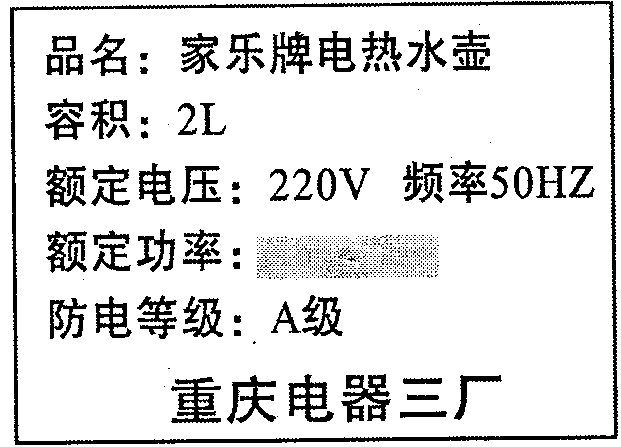 品名：家乐牌电热水壶
容积：2L
额定电压：220V 频率50HZ
额定功率：
防电等级：A级
重庆电器三厂